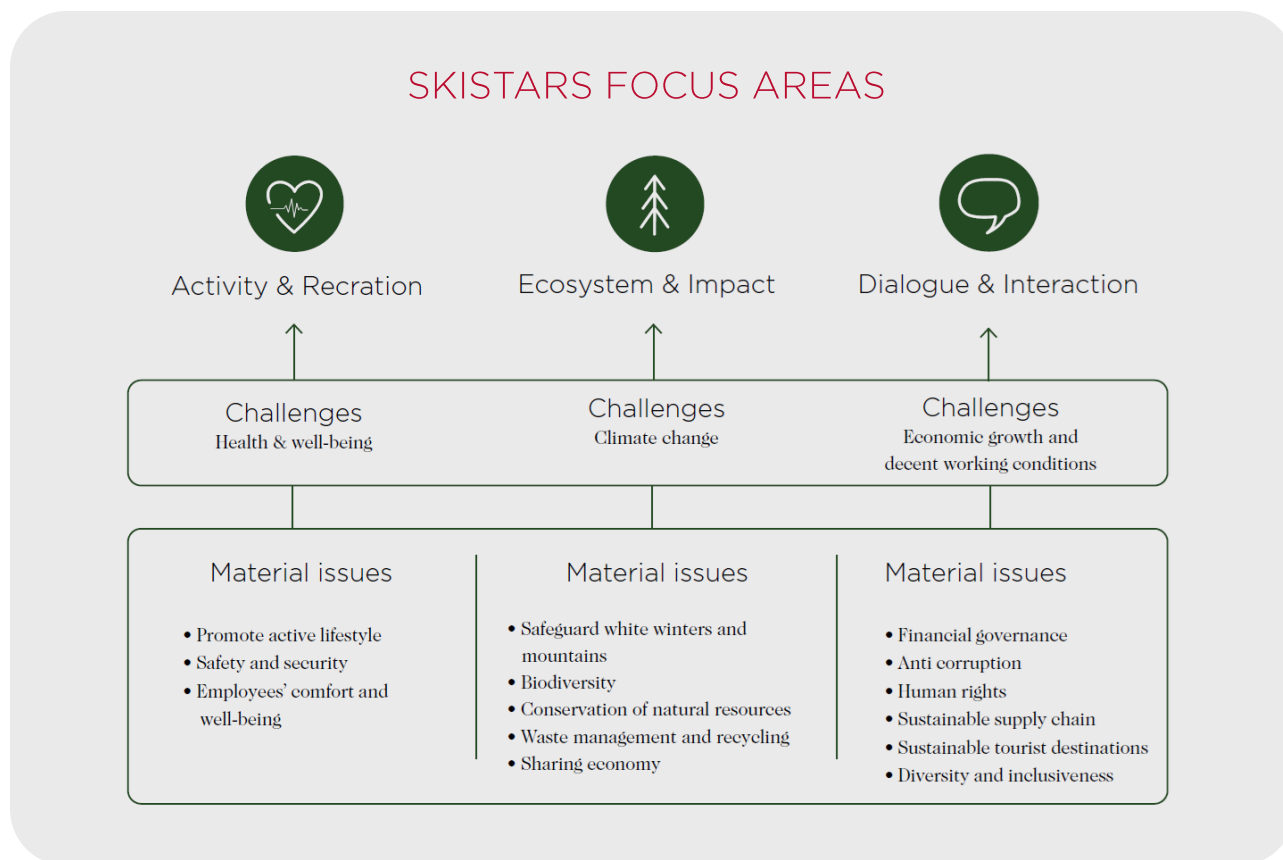 SKISTARS FOCUS AREAS
Activity & Recration
Ecosystem & Impact
Dialogue & Interaction
Challenges
Health & well-being
Challenges
Climate change
Challenges
Economic growth and
decent working conditions
Material issues
• Promote active lifestyle
• Safety and security
• Employees’ comfort and
well-being
Material issues
• Safeguard white winters and
mountains
• Biodiversity
• Conservation of natural resources
• Waste management and recycling
• Sharing economy
Material issues
• Financial governance
• Anti corruption
• Human rights
• Sustainable supply chain
• Sustainable tourist destinations
• Diversity and inclusiveness